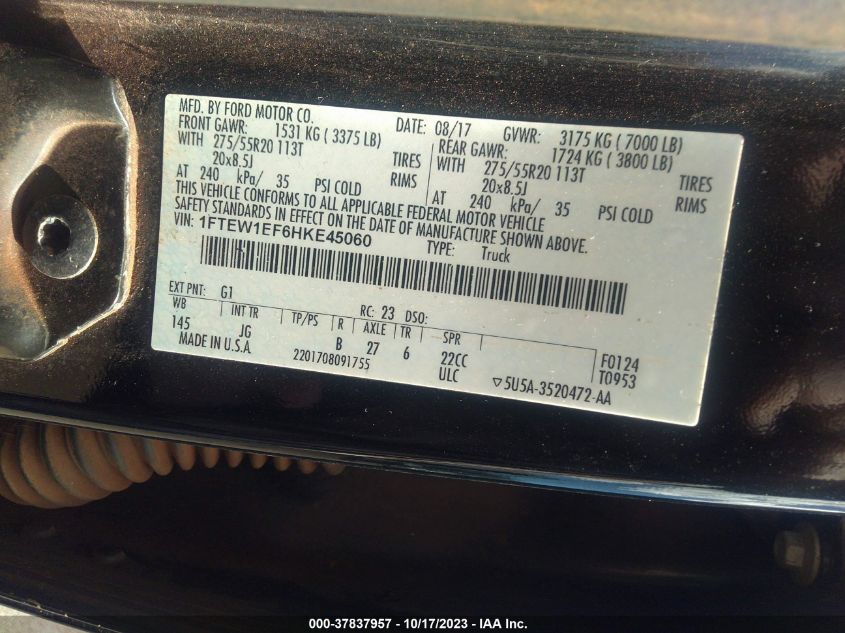 MFD. BY FORD MOTOR CO.
DATE: 08/17 GVWR: 3175 KG ( 7000 LB)
FRONT GAWR: 1531 KG ( 3375 LB) REAR GAWR: 1724 KG ( 3800 LB)
WITH 275/55R20 113T TIRES WITH 275/55R20 113T TIRES
20x8.5J RIMS 20x8.5J RIMS
AT 240 kPa/ 35 PSI COLD AT 240 kPa/ 35 PSI COLD
THIS VEHICLE CONFORMS TO ALL APPLICABLE FEDERAL MOTOR VEHICLE
SAFETY STANDARDS IN EFFECT ON THE DATE OF MANUFACTURE SHOWN ABOVE.
VIN: 1FTEW1EF6HKE45060 TYPE: Truck
EXT PNT: G1 RC: 23 DSO:
WB INT TR TP/PS R AXLE TR SPR
145 JG B 27 6 22CC F0124
MADE IN U.S.A. 2201708091755 ULC T0953
▽5U5A-3520472-AA
000-37837957 - 10/17/2023 - IAA Inc.